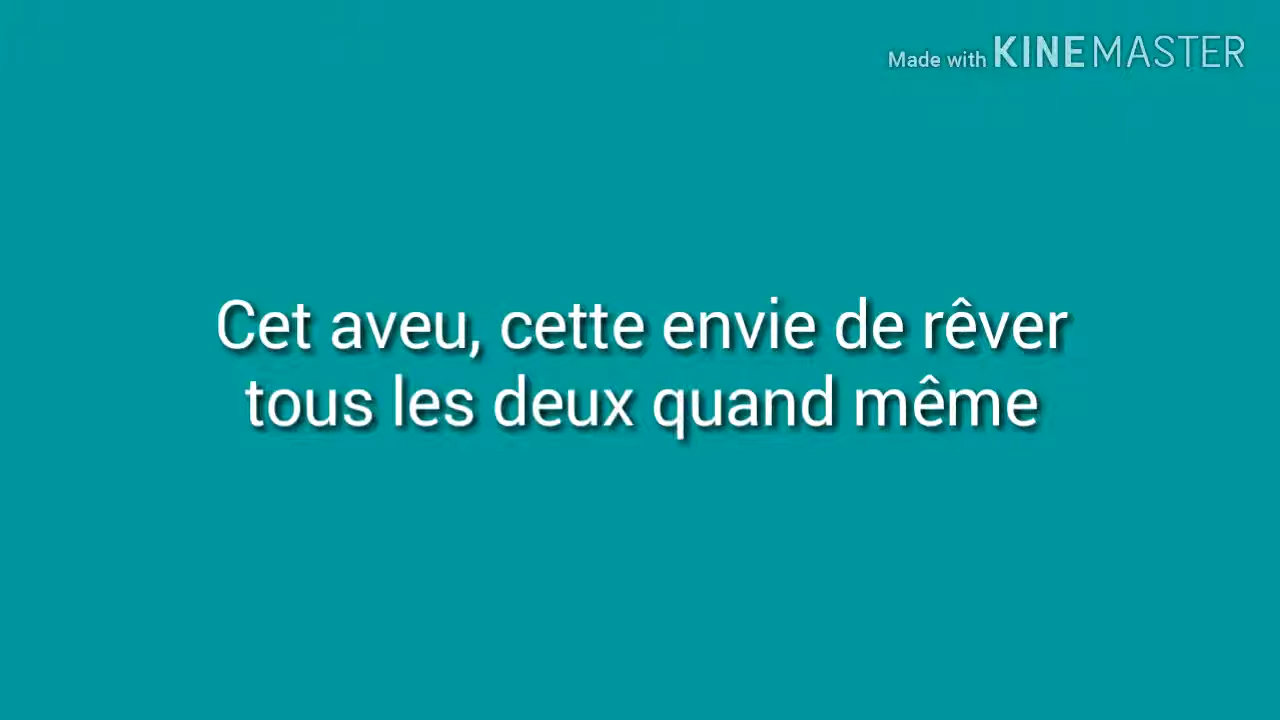 Made with KINEMASTER
Cet aveu, cette envie de rêver
tous les deux quand même